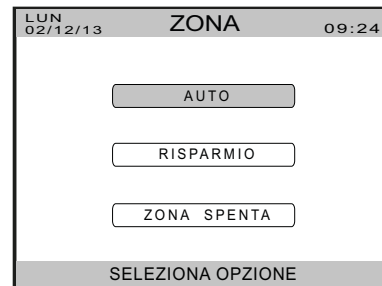 LUN
02/12/13
ZONA
09:24
AUTO
RISPARMIO
ZONA SPENTA
SELEZIONA OPZIONE